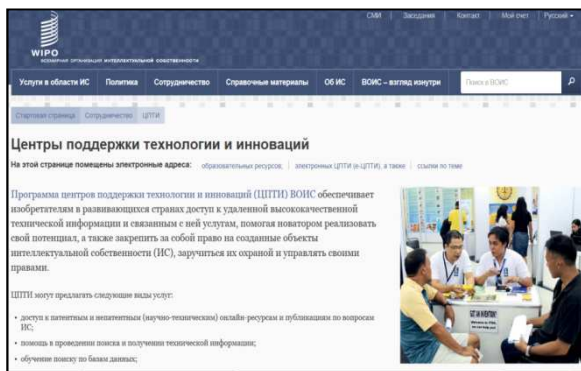 СМИ | Заседания | Контакт | Мой счет | Русский
WIPO
ВСЕМИРНАЯ ОРГАНИЗАЦИЯ ИНТЕЛЛЕКТУАЛЬНОЙ СОБСТВЕННОСТИ
Услуги в области ИС Политика Сотрудничество Справочные материалы Об ИС ВОИС – взгляд изнутри Поиск в ВОИС
Стартовая страница Сотрудничество ЦПТИ
Центры поддержки технологии и инноваций
На этой странице помещены электронные адреса: образовательных ресурсов, | электронных ЦПТИ (е-ЦПТИ), а также | ссылки по теме
Программа центров поддержки технологии и инноваций (ЦПТИ) ВОИС обеспечивает
изобретателям в развивающихся странах доступ к удаленной высококачественной
технической информации и связанным с ней услугам, помогая новатором реализовать
свой потенциал, а также закрепить за собой право на созданные объекты
интеллектуальной собственности (ИС), заручиться их охраной и управлять своими
правами.
ЦПТИ могут предлагать следующие виды услуг:
• доступ к патентным и непатентным (научно-техническим) онлайн-ресурсам и публикациям по вопросам
ИС;
• помощь в проведении поиска и получении технической информации;
• обучение поиску по базам данных;